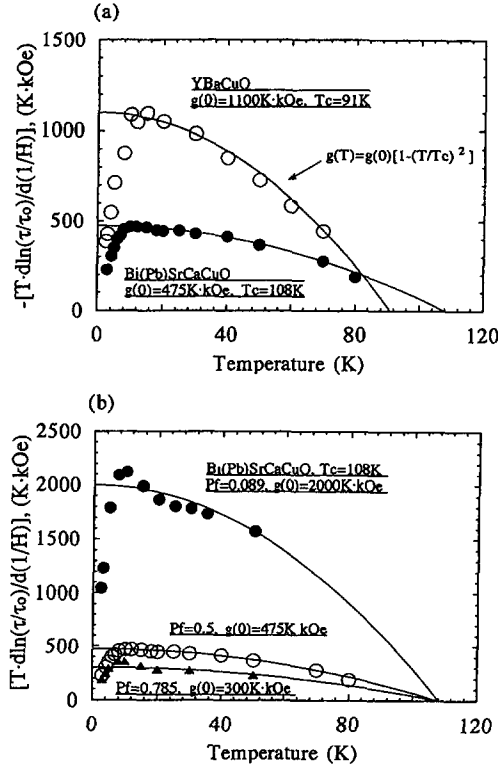 (a)
1500
1000
500
0
-[T·dln(τ/τo)/d(1/H)], (K·kOe)
YBaCuO
g(0)=1100K·kOe, Tc=91K
g(T)=g(0)[1-(T/Tc) 2]
Bi(Pb)SrCaCuO
g(0)=475K·kOe, Tc=108K
0 40 80 120
Temperature (K)
(b)
2500
2000
1500
1000
500
0
[T·dln(τ/τo)/d(1/H)], (K·kOe)
Bi(Pb)SrCaCuO, Tc=108K
Pf=0.089, g(0)=2000K·kOe
Pf=0.5, g(0)=475K kOe
Pf=0.785, g(0)=300K·kOe
0 40 80 120
Temperature (K)